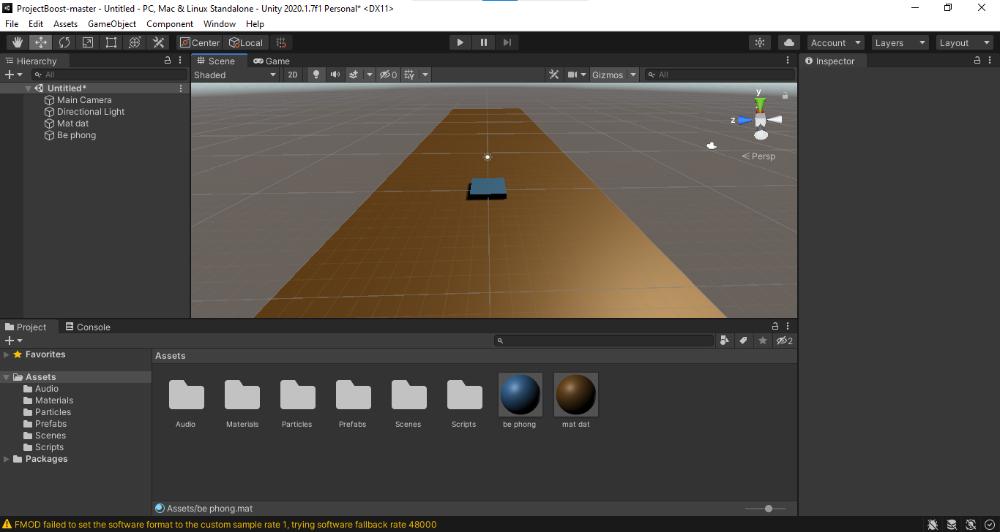 ProjectBoost-master - Untitled - PC, Mac & Linux Standalone - Unity 2020.1.7f1 Personal* <DX11>
File Edit Assets GameObject Component Window Help
Center Local Account Layers Layout
Hierarchy
All
Untitled*
Main Camera
Directional Light
Mat dat
Be phong
Scene Game
Shaded 2D 0 Gizmos All
y
z
Persp
Inspector
Project Console
2
Favorites
Assets
Audio
Materials
Particles
Prefabs
Scenes
Scripts
Packages
Assets
Audio Materials Particles Prefabs Scenes Scripts be phong mat dat
Assets/be phong.mat
FMOD failed to set the software format to the custom sample rate 1, trying software fallback rate 48000